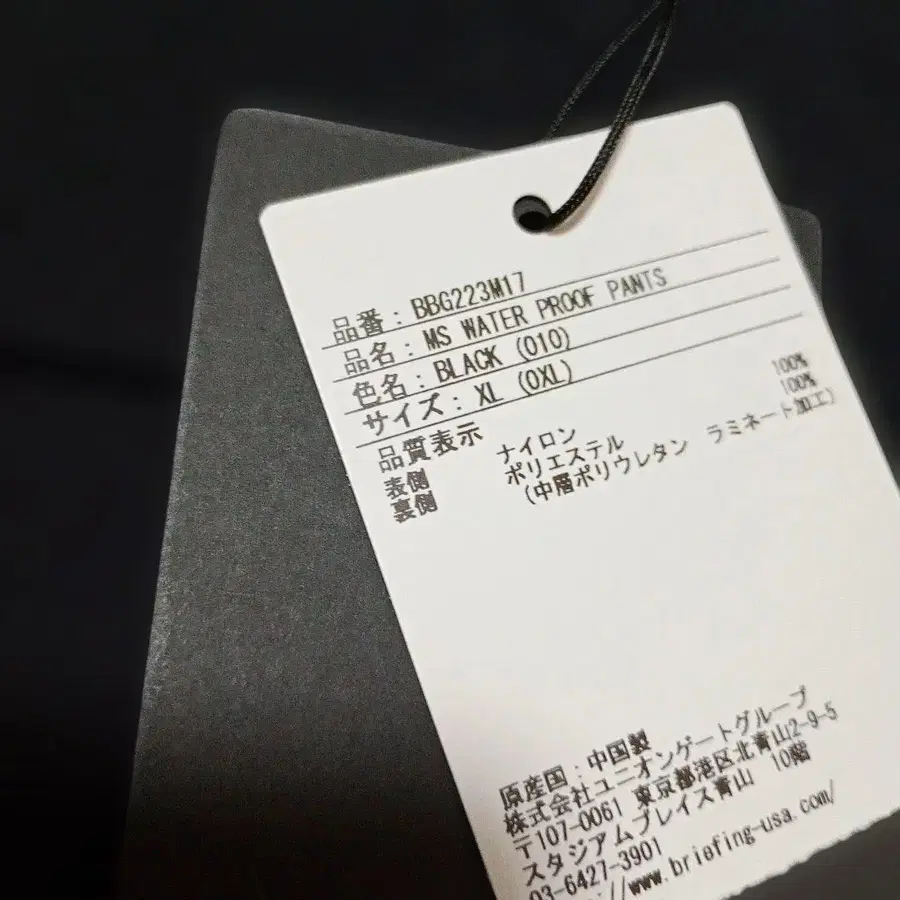 品番：BBG223M17
品名：MS WATER PROOF PANTS
色名：BLACK (010)
サイズ：XL (OXL)
品質表示
表側 ナイロン 100%
裏側 ポリエステル 100%
(中層ポリウレタン ラミネート加工)
原産国：中国製
株式会社ユニオンゲートグループ
〒107-0061 東京都港区北青山2-9-5
スタジアムプレイス青山 10階
03-6427-3901
://www.briefing-usa.com/